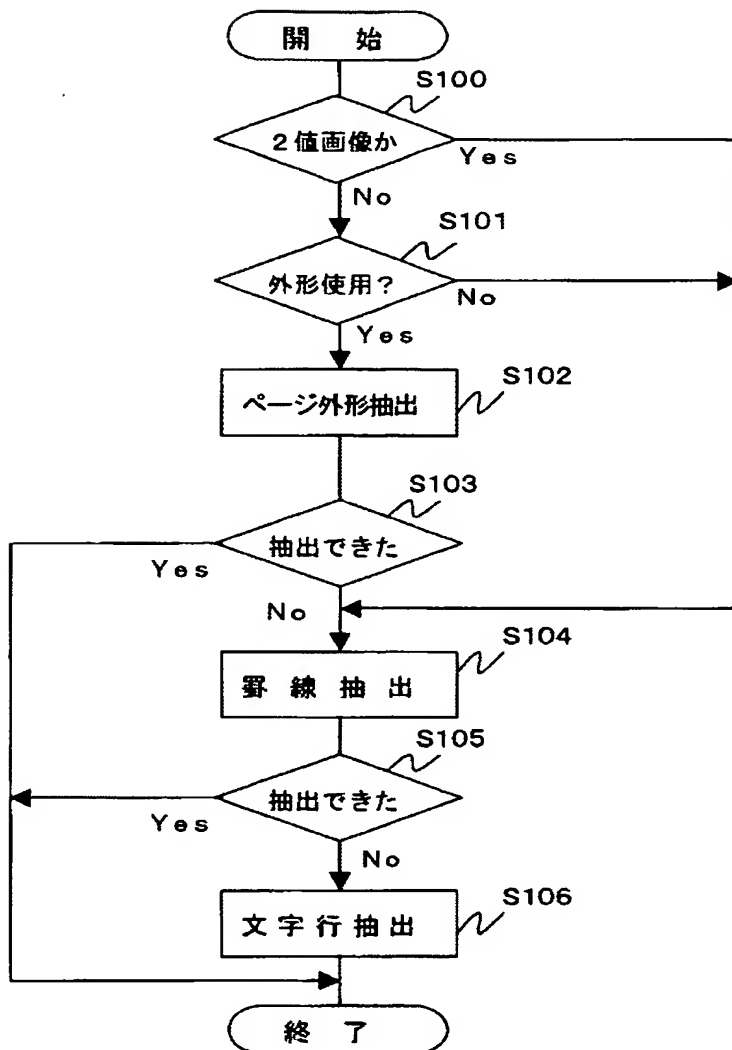 開 始
S100
2値画像か
Yes
No
S101
外形使用？
No
Yes
S102
ページ外形抽出
S103
抽出できた
Yes
No
S104
罫 線 抽 出
S105
抽出できた
Yes
No
S106
文 字 行 抽 出
終 了